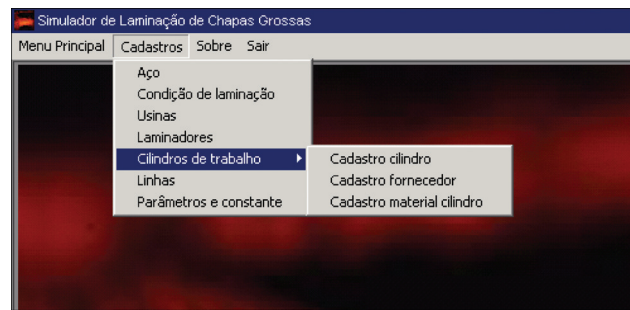 Simulador de Laminação de Chapas Grossas
Menu Principal Cadastros Sobre Sair
Aço
Condição de laminação
Usinas
Laminadores
Cilindros de trabalho
Cadastro cilindro
Linhas
Cadastro fornecedor
Parâmetros e constante
Cadastro material cilindro